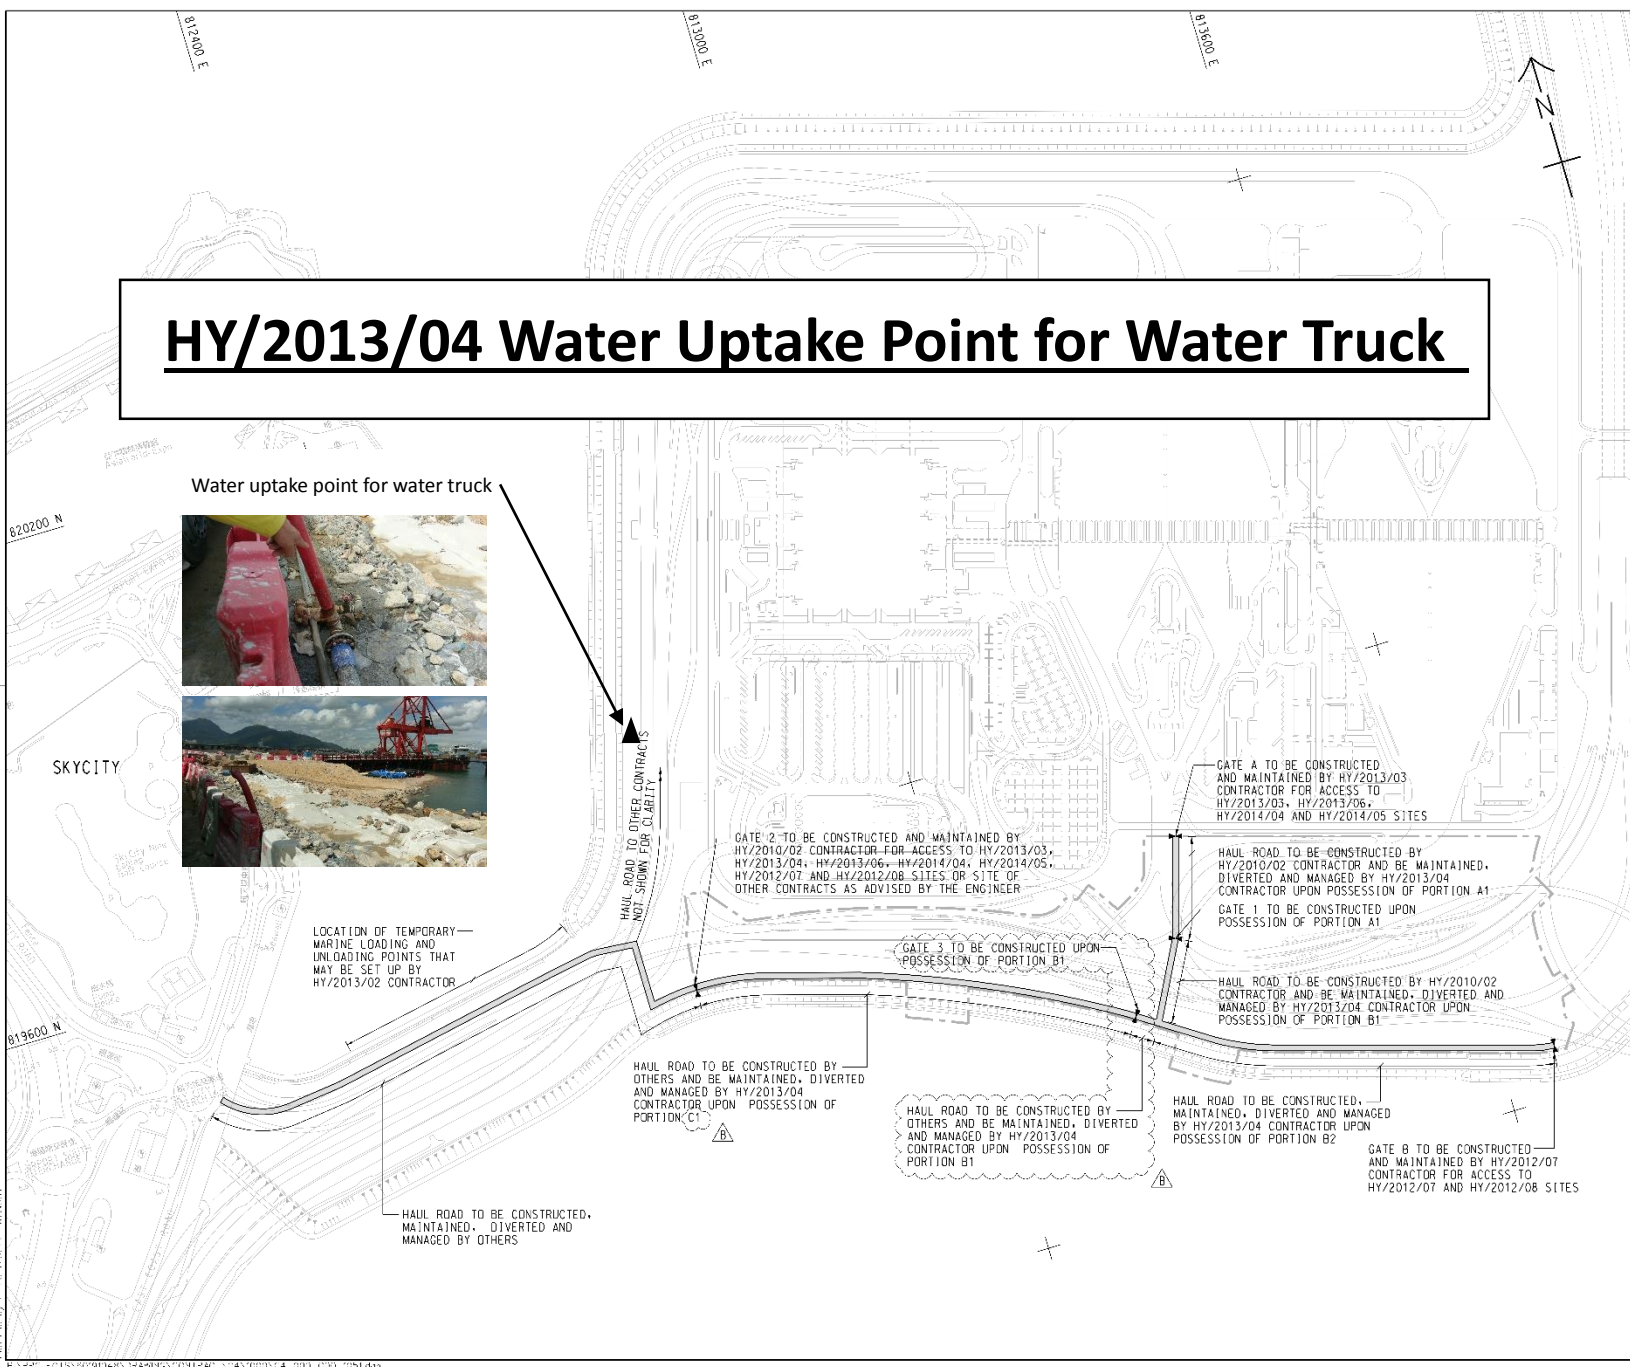 812400 E
813000 E
813600 E
N
HY/2013/04 Water Uptake Point for Water Truck
Water uptake point for water truck
820200 N
SKYCITY
HAUL ROAD TO OTHER CONTRACTS
NOT SHOWN FOR CLARITY
GATE A TO BE CONSTRUCTED
AND MAINTAINED BY HY/2013/03
CONTRACTOR FOR ACCESS TO
HY/2013/03, HY/2013/06,
HY/2014/04 AND HY/2014/05 SITES
GATE 2 TO BE CONSTRUCTED AND MAINTAINED BY
HY/2010/02 CONTRACTOR FOR ACCESS TO HY/2013/03,
HY/2013/04, HY/2013/06, HY/2014/04, HY/2014/05,
HY/2012/07 AND HY/2012/08 SITES OR SITE OF
OTHER CONTRACTS AS ADVISED BY THE ENGINEER
HAUL ROAD TO BE CONSTRUCTED BY
HY/2010/02 CONTRACTOR AND BE MAINTAINED,
DIVERTED AND MANAGED BY HY/2013/04
CONTRACTOR UPON POSSESSION OF PORTION A1
GATE 1 TO BE CONSTRUCTED UPON
POSSESSION OF PORTION A1
LOCATION OF TEMPORARY
MARINE LOADING AND
UNLOADING POINTS THAT
MAY BE SET UP BY
HY/2013/02 CONTRACTOR
GATE 3 TO BE CONSTRUCTED UPON
POSSESSION OF PORTION B1
HAUL ROAD TO BE CONSTRUCTED BY HY/2010/02
CONTRACTOR AND BE MAINTAINED, DIVERTED AND
MANAGED BY HY/2013/04 CONTRACTOR UPON
POSSESSION OF PORTION B1
819600 N
HAUL ROAD TO BE CONSTRUCTED BY
OTHERS AND BE MAINTAINED, DIVERTED
AND MANAGED BY HY/2013/04
CONTRACTOR UPON POSSESSION OF
PORTION C1
B
HAUL ROAD TO BE CONSTRUCTED BY
OTHERS AND BE MAINTAINED, DIVERTED
AND MANAGED BY HY/2013/04
CONTRACTOR UPON POSSESSION OF
PORTION B1
B
HAUL ROAD TO BE CONSTRUCTED,
MAINTAINED, DIVERTED AND MANAGED
BY HY/2013/04 CONTRACTOR UPON
POSSESSION OF PORTION B2
GATE B TO BE CONSTRUCTED
AND MAINTAINED BY HY/2012/07
CONTRACTOR FOR ACCESS TO
HY/2012/07 AND HY/2012/08 SITES
HAUL ROAD TO BE CONSTRUCTED,
MAINTAINED, DIVERTED AND
MANAGED BY OTHERS